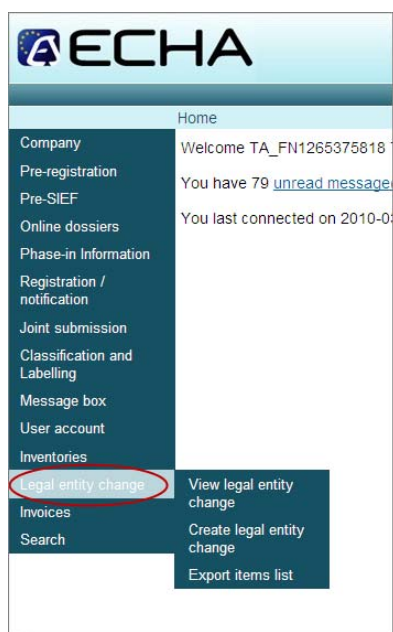 ECHA
Home
Company
Welcome TA_FN1265375818
Pre-registration
You have 79 unread message
Pre-SIEF
Online dossiers
You last connected on 2010-0
Phase-in Information
Registration /
notification
Joint submission
Classification and
Labelling
Message box
User account
Inventories
Legal entity change
View legal entity
change
Invoices
Create legal entity
change
Search
Export items list